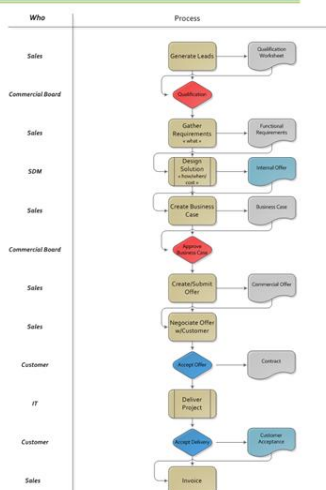 Who
Process
Sales
Generate Leads
Qualification
Worksheet
Commercial Board
Qualification
Sales
Gather
Requirements
« what »
Functional
Requirements
SDM
Design
Solution
« how/when/
cost »
Internal Offer
Sales
Create Business
Case
Business Case
Commercial Board
Approve
Business Case
Sales
Create/Submit
Offer
Commercial Offer
Sales
Negociate Offer
w/Customer
Customer
Accept Offer
Contract
IT
Deliver
Project
Customer
Accept Delivery
Customer
Acceptance
Sales
Invoice